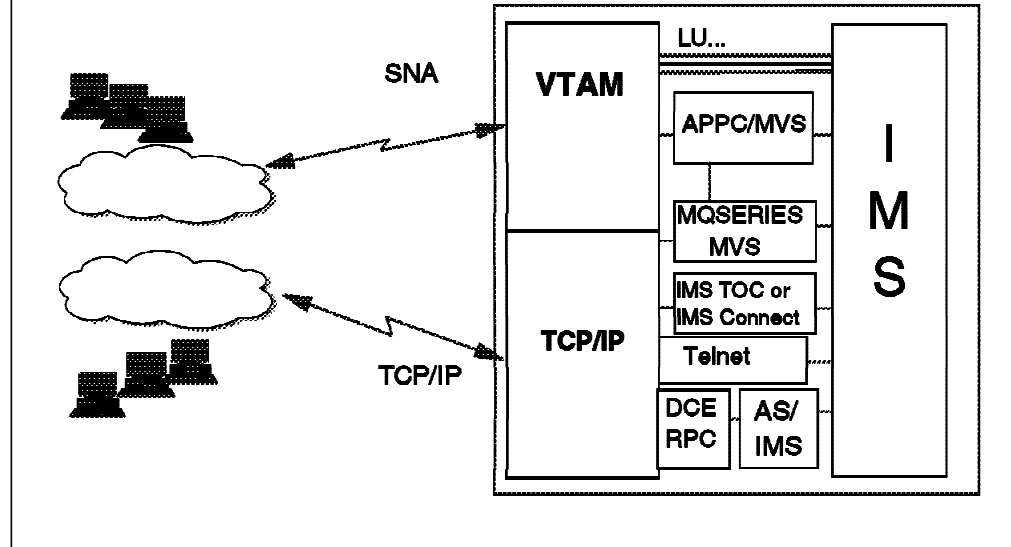 SNA
TCP/IP
VTAM
TCP/IP
LU...
APPC/MVS
MQSERIES
MVS
IMS TOC or
IMS Connect
Telnet
DCE
RPC
AS/
IMS
I
M
S